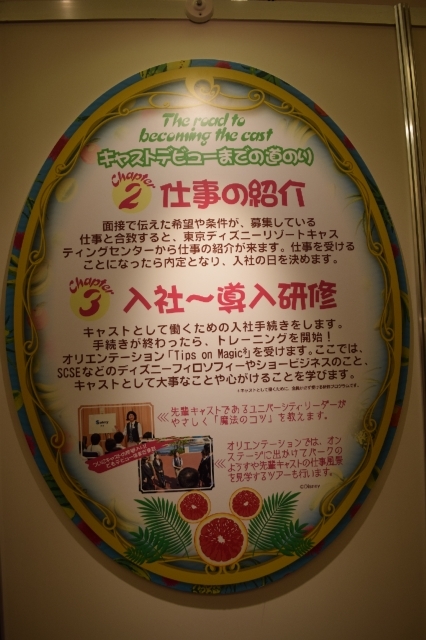 The road to
becoming the cast
キャストデビューまでの道のり
Chapter 2 仕事の紹介
面接で伝えた希望や条件が、募集している
仕事と合致すると、東京ディズニーリゾートキャス
ティングセンターから仕事の紹介が来ます。仕事を受ける
ことになったら内定となり、入社の日を決めます。
Chapter 3 入社〜導入研修
キャストとして働くための入社手続きをします。
手続きが終わったら、トレーニングを開始！
オリエンテーション「Tips on Magic*」を受けます。ここでは、
SCSEなどのディズニーフィロソフィーやショービジネスのこと、
キャストとして大事なことや心がけることを学びます。
先輩キャストであるユニバーシティリーダーが
やさしく「魔法のコツ」を教えます。
オリエンテーションでは、オン
ステージに出かけてパークの
ようすや先輩キャストの仕事風景
を見学するツアーも行います。
©Disney